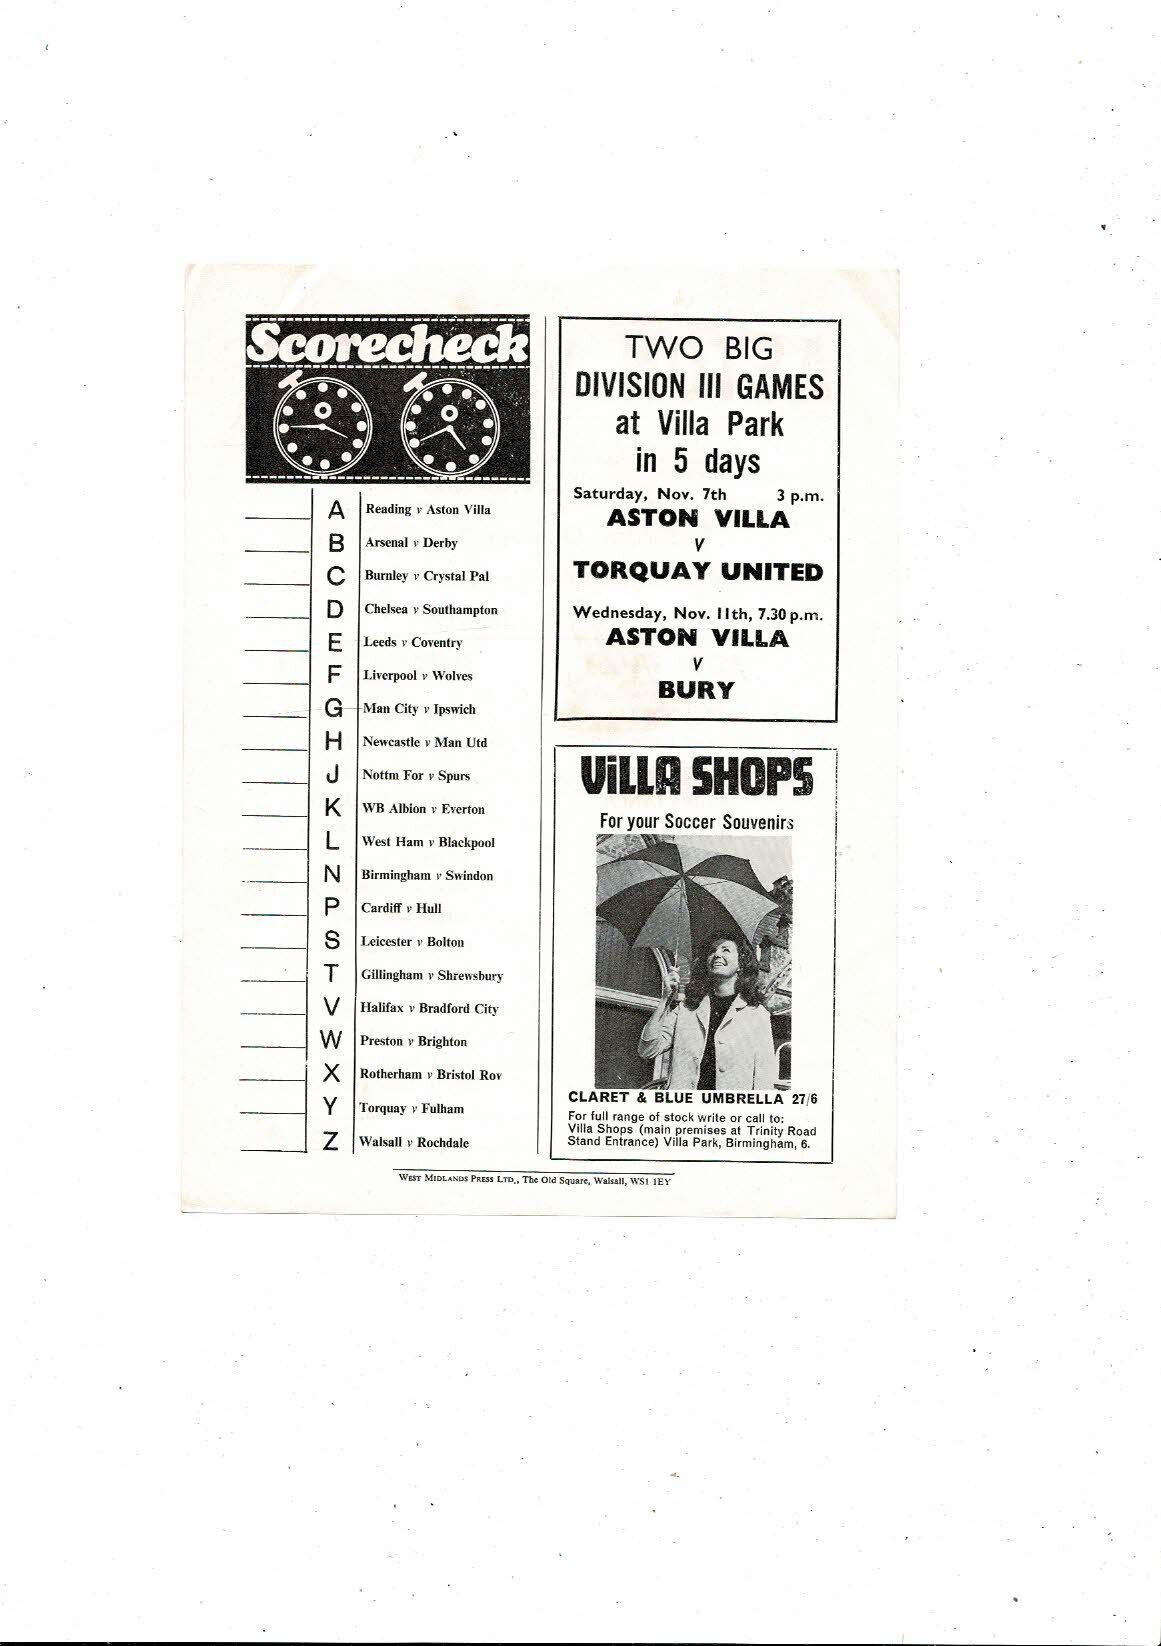 Scorecheck
A Reading v Aston Villa
B Arsenal v Derby
C Burnley v Crystal Pal
D Chelsea v Southampton
E Leeds v Coventry
F Liverpool v Wolves
G Man City v Ipswich
H Newcastle v Man Utd
J Nottm For v Spurs
K WB Albion v Everton
L West Ham v Blackpool
N Birmingham v Swindon
P Cardiff v Hull
S Leicester v Bolton
T Gillingham v Shrewsbury
V Halifax v Bradford City
W Preston v Brighton
X Rotherham v Bristol Rov
Y Torquay v Fulham
Z Walsall v Rochdale
TWO BIG
DIVISION III GAMES
at Villa Park
in 5 days
Saturday, Nov. 7th 3 p.m.
ASTON VILLA
v
TORQUAY UNITED
Wednesday, Nov. 11th, 7.30 p.m.
ASTON VILLA
v
BURY
ViLLA SHOPS
For your Soccer Souvenirs
CLARET & BLUE UMBRELLA 27/6
For full range of stock write or call to:
Villa Shops (main premises at Trinity Road
Stand Entrance) Villa Park, Birmingham, 6.
WEST MIDLANDS PRESS LTD., The Old Square, Walsall, WS1 1EY